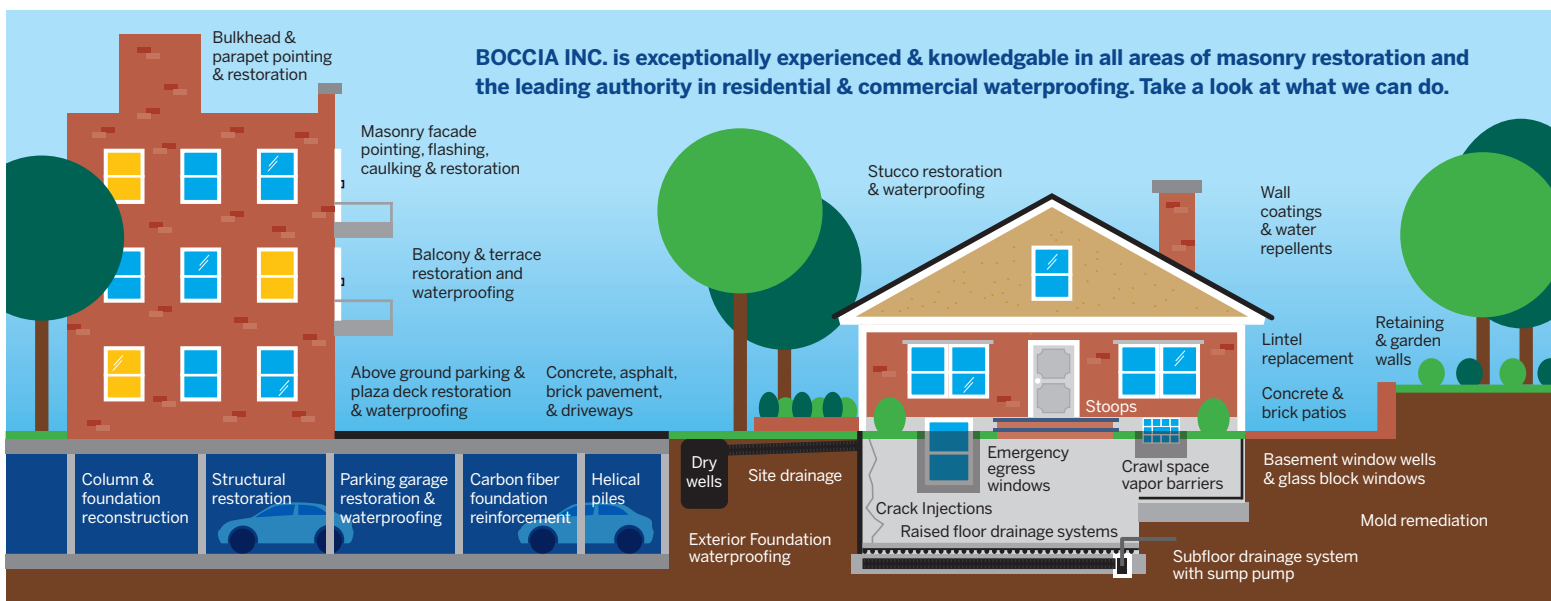 Bulkhead &
parapet pointing
& restoration
BOCCIA INC. is exceptionally experienced & knowledgable in all areas of masonry restoration and
the leading authority in residential & commercial waterproofing. Take a look at what we can do.
Masonry facade
pointing, flashing,
caulking & restoration
Stucco restoration
& waterproofing
Wall
coatings
& water
repellents
Balcony & terrace
restoration and
waterproofing
Retaining
& garden
walls
Lintel
replacement
Above ground parking &
plaza deck restoration
& waterproofing
Concrete, asphalt,
brick pavement,
& driveways
Stoops
Concrete &
brick patios
Column &
foundation
reconstruction
Structural
restoration
Parking garage
restoration &
waterproofing
Carbon fiber
foundation
reinforcement
Helical
piles
Dry
wells
Site drainage
Emergency
egress
windows
Crawl space
vapor barriers
Basement window wells
& glass block windows
Crack Injections
Raised floor drainage systems
Mold remediation
Exterior Foundation
waterproofing
Subfloor drainage system
with sump pump